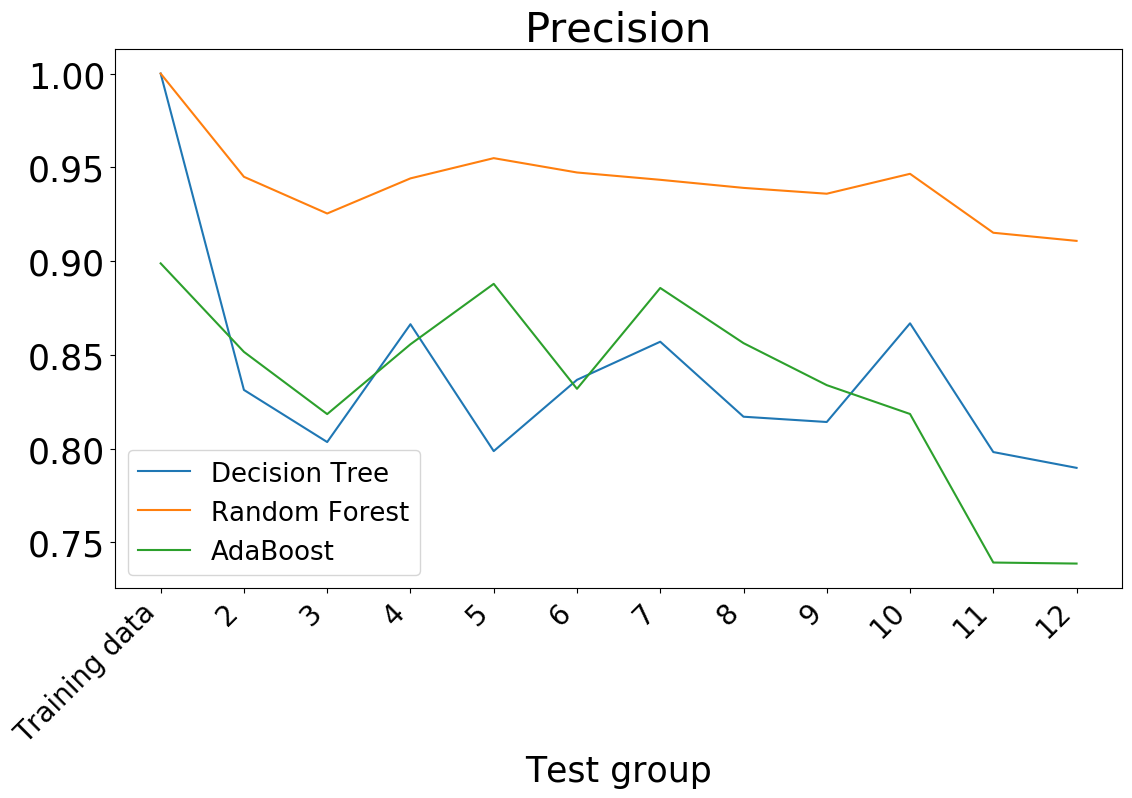 Precision
1.00
0.95
0.90
0.85
0.80
0.75
Decision Tree
Random Forest
AdaBoost
Training data
2
3
4
5
6
7
8
9
10
11
12
Test group